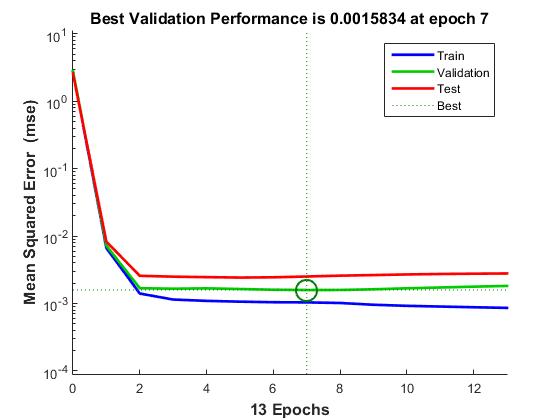 Best Validation Performance is 0.0015834 at epoch 7
Mean Squared Error (mse)
10^1
10^0
10^-1
10^-2
10^-3
10^-4
Train
Validation
Test
Best
0 2 4 6 8 10 12
13 Epochs